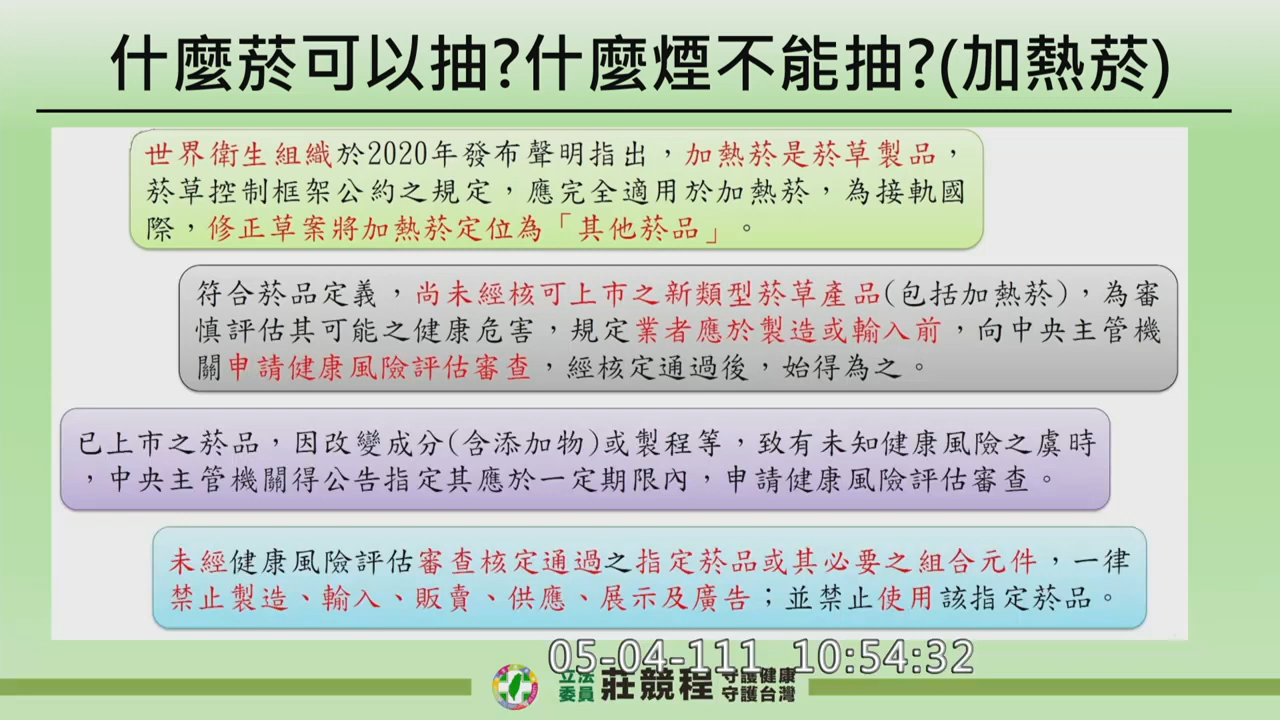 什麼菸可以抽?什麼煙不能抽?(加熱菸)
世界衛生組織於2020年發布聲明指出，加熱菸是菸草製品，
菸草控制框架公約之規定，應完全適用於加熱菸，為接軌國
際，修正草案將加熱菸定位為「其他菸品」。
符合菸品定義，尚未經核可上市之新類型菸草產品(包括加熱菸)，為審
慎評估其可能之健康危害，規定業者應於製造或輸入前，向中央主管機
關申請健康風險評估審查，經核定通過後，始得為之。
已上市之菸品，因改變成分(含添加物)或製程等，致有未知健康風險之虞時
，中央主管機關得公告指定其應於一定期限內，申請健康風險評估審查。
未經健康風險評估審查核定通過之指定菸品或其必要之組合元件，一律
禁止製造、輸入、販賣、供應、展示及廣告；並禁止使用該指定菸品。
05-04-111 10:54:32
立法委員 莊競程 守護健康 守護台灣